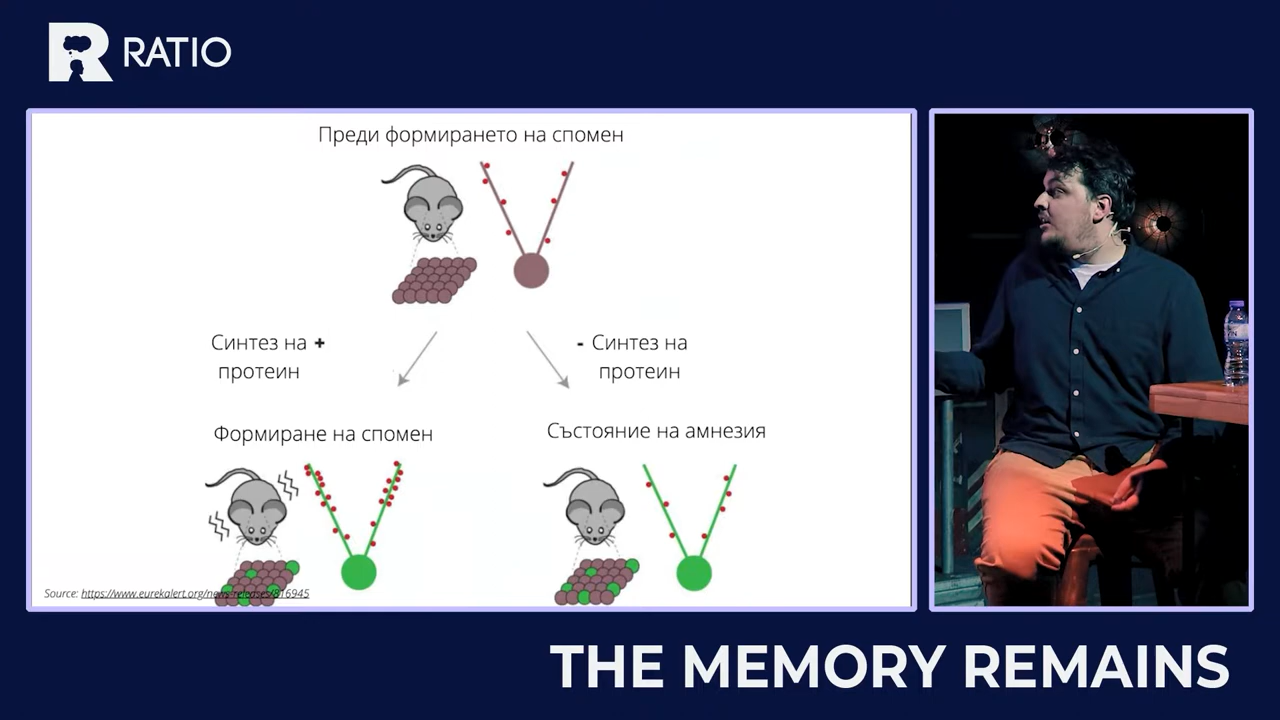 RATIO
Преди формирането на спомен
Синтез на +
протеин
- Синтез на
протеин
Формиране на спомен
Състояние на амнезия
Source: https://www.eurekalert.org/news-releases/816945
THE MEMORY REMAINS